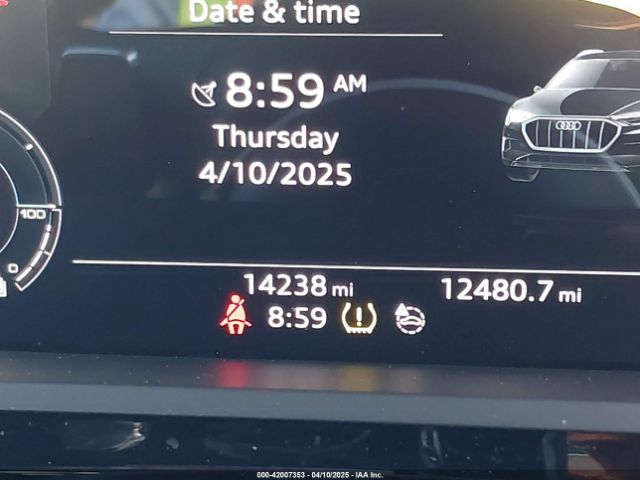 Date & time
8:59 AM
Thursday
4/10/2025
100
0
14238 mi 12480.7 mi
8:59
000-42007353 - 04/10/2025 - IAA Inc.